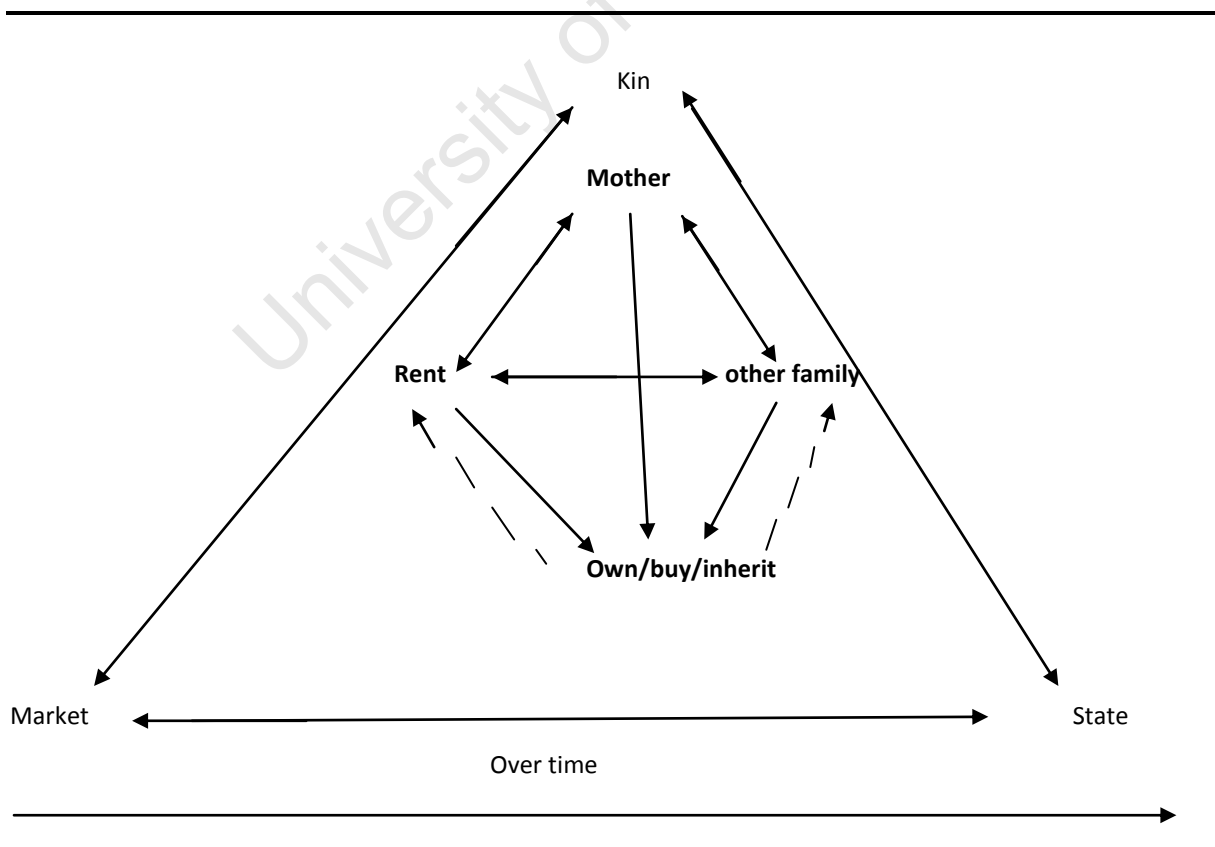 University of
Kin
Mother
Rent
other family
Own/buy/inherit
Market
State
Over time